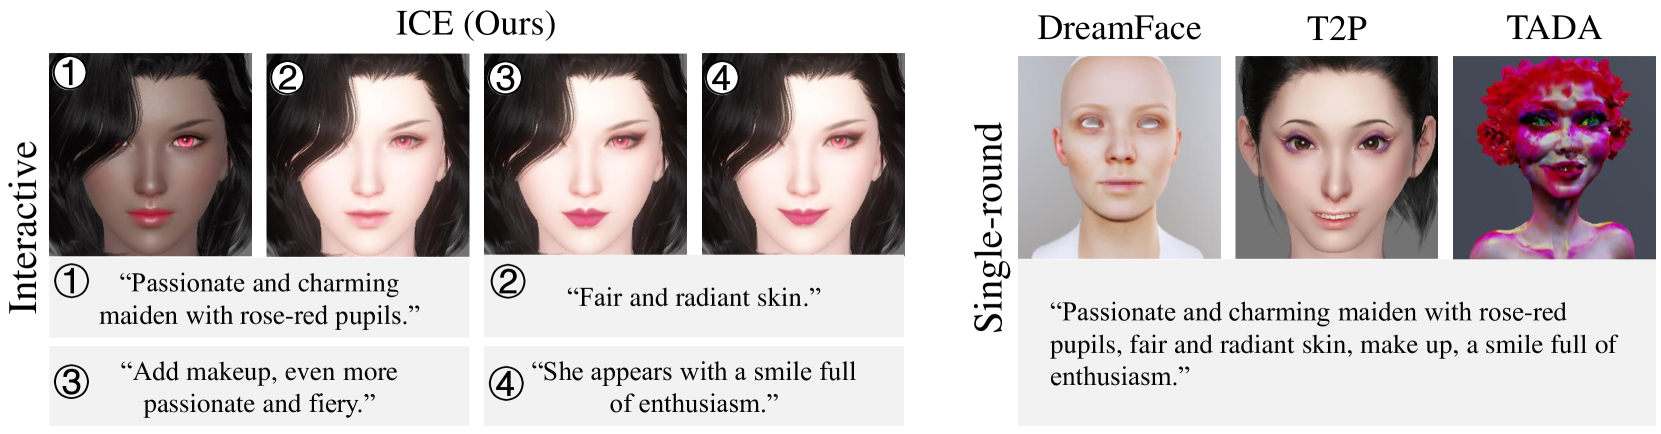 ICE (Ours)
Interactive
①
②
③
④
① “Passionate and charming
maiden with rose-red pupils.”
② “Fair and radiant skin.”
③ “Add makeup, even more
passionate and fiery.”
④ “She appears with a smile full
of enthusiasm.”
DreamFace
T2P
TADA
Single-round
“Passionate and charming maiden with rose-red
pupils, fair and radiant skin, make up, a smile full of
enthusiasm.”